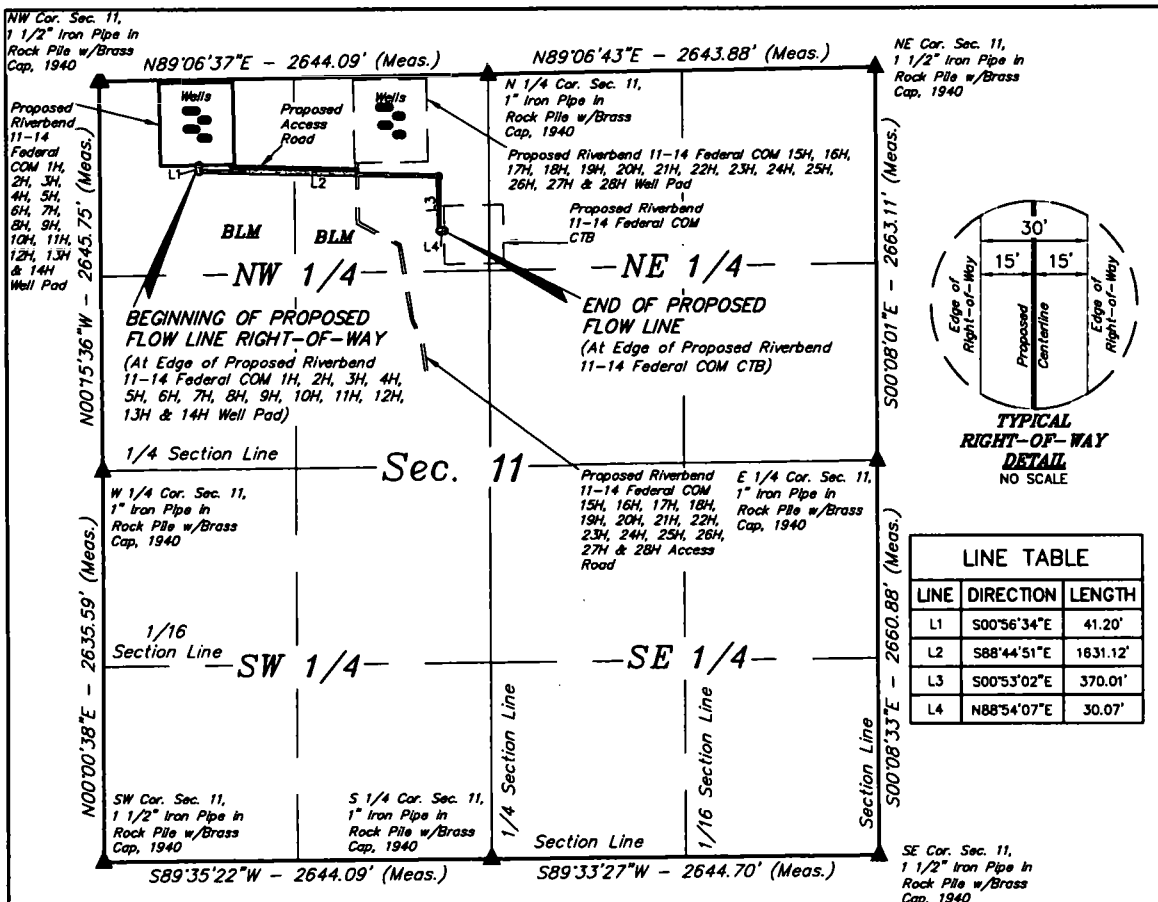 NW Cor. Sec. 11,
1 1/2" Iron Pipe in
Rock Pile w/Brass
Cap, 1940
N89°06'37"E - 2644.09' (Meas.)
N89°06'43"E - 2643.88' (Meas.)
NE Cor. Sec. 11,
1 1/2" Iron Pipe in
Rock Pile w/Brass
Cap, 1940
N 1/4 Cor. Sec. 11,
1" Iron Pipe in
Rock Pile w/Brass
Cap, 1940
Wells
Wells
Proposed
Access
Road
Proposed
Riverbend
11-14
Federal
COM 1H,
2H, 3H,
4H, 5H,
6H, 7H,
8H, 9H,
10H, 11H,
12H, 13H
& 14H
Well Pad
N00°15'36"W - 2645.75' (Meas.)
Proposed Riverbend 11-14 Federal COM 15H, 16H,
17H, 18H, 19H, 20H, 21H, 22H, 23H, 24H, 25H,
26H, 27H & 28H Well Pad
L1
L2
L3
L4
Proposed Riverbend
11-14 Federal COM
CTB
BLM
BLM
NW 1/4
NE 1/4
BEGINNING OF PROPOSED
FLOW LINE RIGHT-OF-WAY
(At Edge of Proposed Riverbend
11-14 Federal COM 1H, 2H, 3H, 4H,
5H, 6H, 7H, 8H, 9H, 10H, 11H, 12H,
13H & 14H Well Pad)
END OF PROPOSED
FLOW LINE
(At Edge of Proposed Riverbend
11-14 Federal COM CTB)
S00°08'01"E - 2663.11' (Meas.)
30'
15'
15'
Edge of
Right-of-Way
Proposed
Centerline
Edge of
Right-of-Way
TYPICAL
RIGHT-OF-WAY
DETAIL
NO SCALE
1/4 Section Line
Sec. 11
W 1/4 Cor. Sec. 11,
1" Iron Pipe in
Rock Pile w/Brass
Cap, 1940
Proposed Riverbend
11-14 Federal COM
15H, 16H, 17H, 18H,
19H, 20H, 21H, 22H,
23H, 24H, 25H, 26H,
27H & 28H Access
Road
E 1/4 Cor. Sec. 11,
1" Iron Pipe in
Rock Pile w/Brass
Cap, 1940
LINE TABLE
LINE DIRECTION LENGTH
L1 S00°56'34"E 41.20'
L2 S88°44'51"E 1631.12'
L3 S00°53'02"E 370.01'
L4 N88°54'07"E 30.07'
N00°00'38"E - 2635.59' (Meas.)
1/16
Section Line
SW 1/4
SE 1/4
1/4 Section Line
1/16 Section Line
Section Line
S00°08'33"E - 2660.88' (Meas.)
SW Cor. Sec. 11,
1 1/2" Iron Pipe in
Rock Pile w/Brass
Cap, 1940
S 1/4 Cor. Sec. 11,
1" Iron Pipe in
Rock Pile w/Brass
Cap, 1940
Section Line
S89°35'22"W - 2644.09' (Meas.)
S89°33'27"W - 2644.70' (Meas.)
SE Cor. Sec. 11,
1 1/2" Iron Pipe in
Rock Pile w/Brass
Cap, 1940